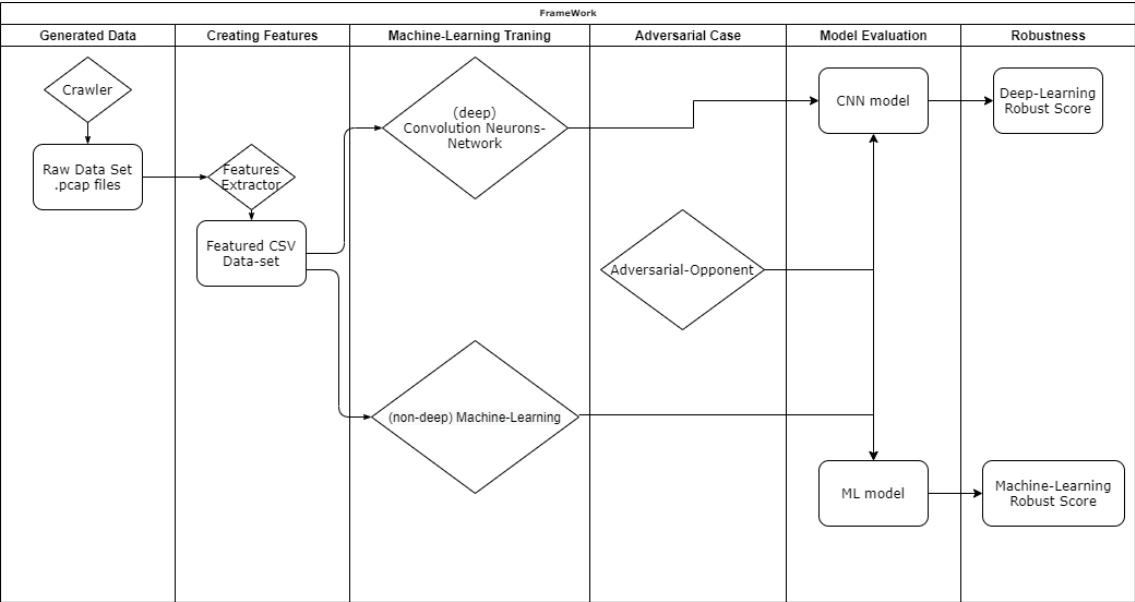 FrameWork
Generated Data
Creating Features
Machine-Learning Traning
Adversarial Case
Model Evaluation
Robustness
Crawler
Raw Data Set
.pcap files
Features
Extractor
Featured CSV
Data-set
(deep)
Convolution Neurons-
Network
(non-deep) Machine-Learning
Adversarial-Opponent
CNN model
ML model
Deep-Learning
Robust Score
Machine-Learning
Robust Score